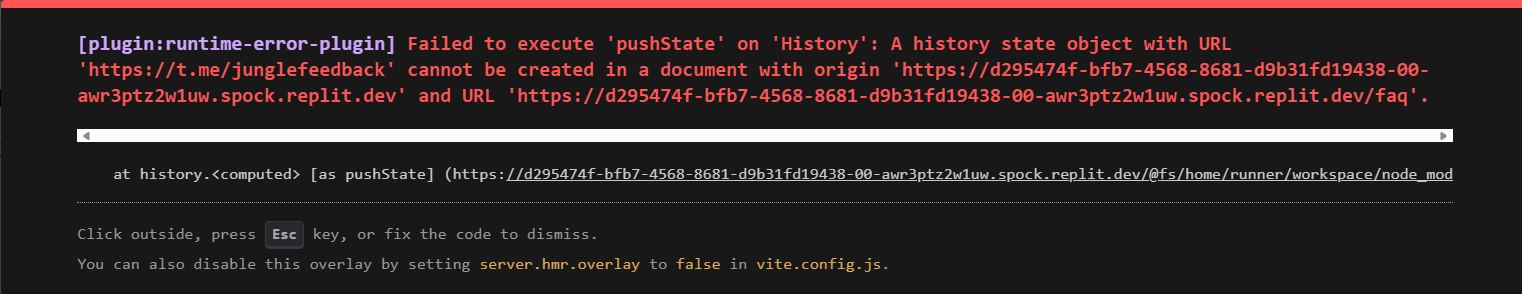 [plugin:runtime-error-plugin] Failed to execute 'pushState' on 'History': A history state object with URL
'https://t.me/junglefeedback' cannot be created in a document with origin 'https://d295474f-bfb7-4568-8681-d9b31fd19438-00-
awr3ptz2w1uw.spock.replit.dev' and URL 'https://d295474f-bfb7-4568-8681-d9b31fd19438-00-awr3ptz2w1uw.spock.replit.dev/faq'.
at history.<computed> [as pushState] (https://d295474f-bfb7-4568-8681-d9b31fd19438-00-awr3ptz2w1uw.spock.replit.dev/@fs/home/runner/workspace/node_mod
Click outside, press Esc key, or fix the code to dismiss.
You can also disable this overlay by setting server.hmr.overlay to false in vite.config.js.